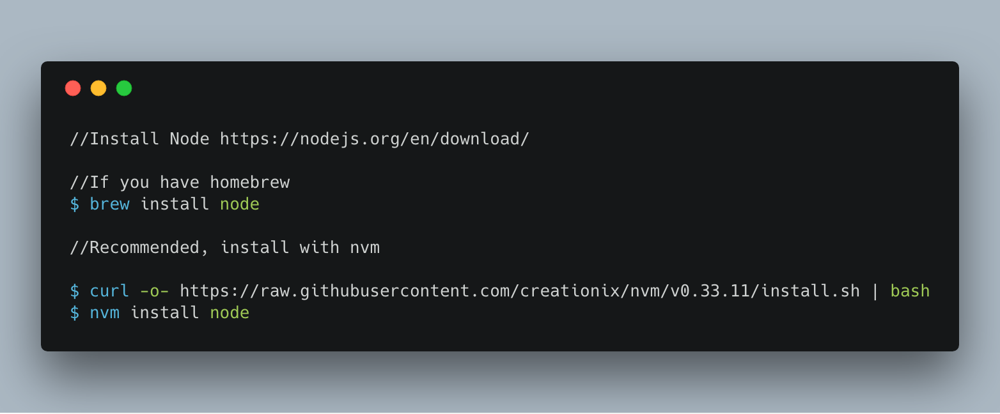 //Install Node https://nodejs.org/en/download/
//If you have homebrew
$ brew install node
//Recommended, install with nvm
$ curl -o- https://raw.githubusercontent.com/creationix/nvm/v0.33.11/install.sh | bash
$ nvm install node